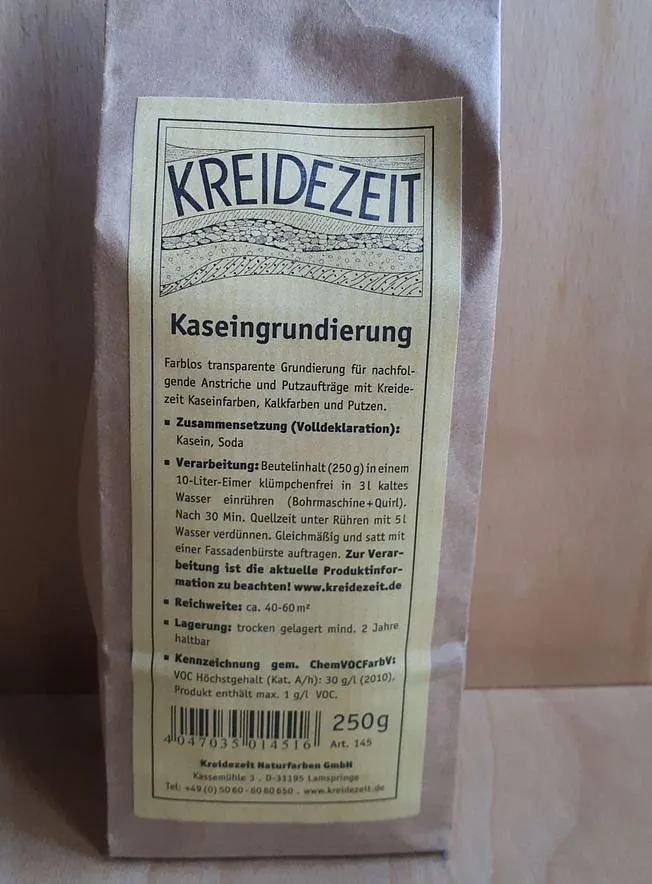 KREIDEZEIT
Kaseingrundierung
Farblos transparente Grundierung für nachfol-
gende Anstriche und Putzaufträge mit Kreide-
zeit Kaseinfarben, Kalkfarben und Putzen.
▪ Zusammensetzung (Volldeklaration):
Kasein, Soda
▪ Verarbeitung: Beutelinhalt (250 g) in einem
10-Liter-Eimer klümpchenfrei in 3 l kaltes
Wasser einrühren (Bohrmaschine+Quirl).
Nach 30 Min. Quellzeit unter Rühren mit 5 l
Wasser verdünnen. Gleichmäßig und satt mit
einer Fassadenbürste auftragen. Zur Verar-
beitung ist die aktuelle Produktinfor-
mation zu beachten! www.kreidezeit.de
▪ Reichweite: ca. 40-60 m²
▪ Lagerung: trocken gelagert mind. 2 Jahre
haltbar
▪ Kennzeichnung gem. ChemVOCFarbV:
VOC Höchstgehalt (Kat. A/h): 30 g/l (2010).
Produkt enthält max. 1 g/l VOC.
4 047035 014516
250g
Art. 145
Kreidezeit Naturfarben GmbH
Kassemühle 3 . D-31195 Lamspringe
Tel: +49 (0) 50 60 - 60 80 650 . www.kreidezeit.de